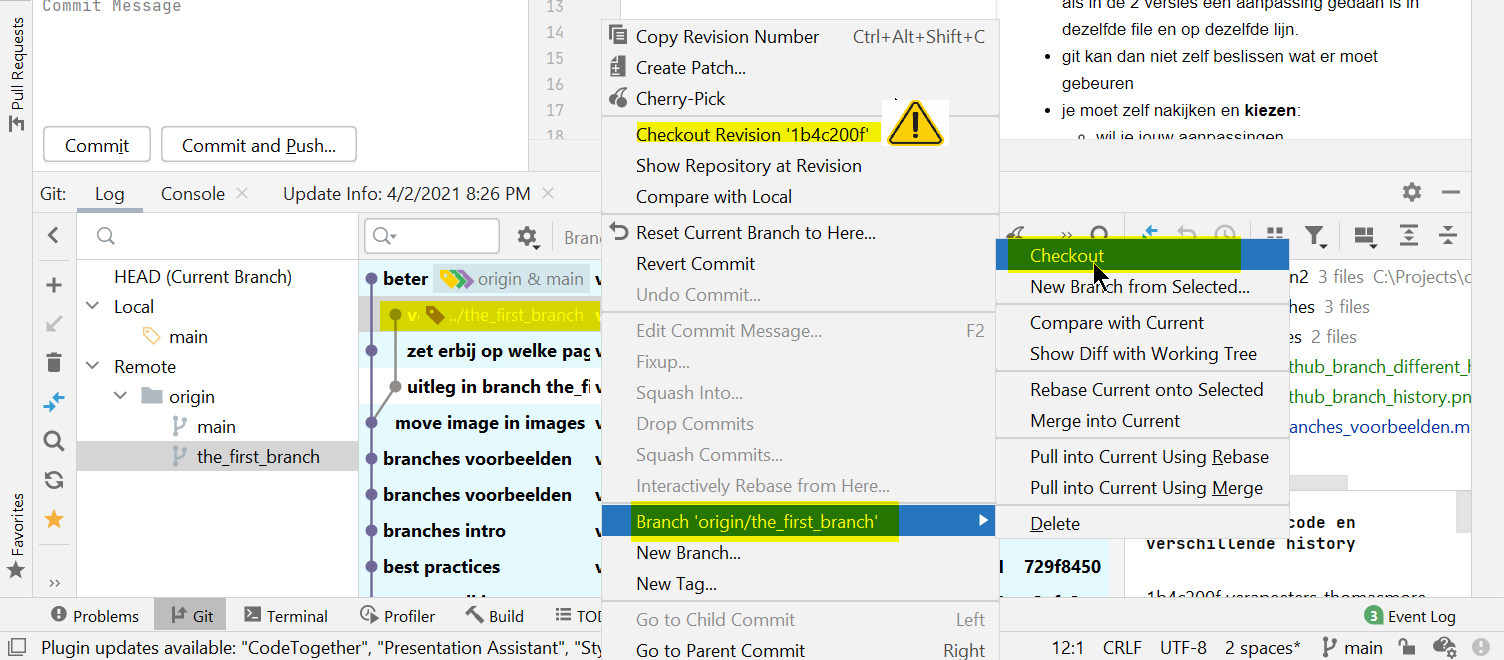 Commit Message
Pull Requests
Commit
Commit and Push...
13
14
15
16
17
18
als in de 2 versies een aanpassing gedaan is in
dezelfde file en op dezelfde lijn.
git kan dan niet zelf beslissen wat er moet
gebeuren
je moet zelf nakijken en kiezen:
wil je jouw aanpassingen
Git:
Log
Console
Update Info: 4/2/2021 8:26 PM
HEAD (Current Branch)
Local
main
Remote
origin
main
the_first_branch
Favorites
beter origin & main
../the_first_branch
zet erbij op welke pag
uitleg in branch the_fi
move image in images
branches voorbeelden
branches voorbeelden
branches intro
best practices
Copy Revision Number Ctrl+Alt+Shift+C
Create Patch...
Cherry-Pick
Checkout Revision '1b4c200f'
Show Repository at Revision
Compare with Local
Reset Current Branch to Here...
Revert Commit
Undo Commit...
Edit Commit Message... F2
Fixup...
Squash Into...
Drop Commits
Squash Commits...
Interactively Rebase from Here...
Branch 'origin/the_first_branch'
New Branch...
New Tag...
Go to Child Commit Left
Go to Parent Commit Right
Checkout
New Branch from Selected...
Compare with Current
Show Diff with Working Tree
Rebase Current onto Selected
Merge into Current
Pull into Current Using Rebase
Pull into Current Using Merge
Delete
n2 3 files C:\Projects\c
hes 3 files
es 2 files
thub_branch_different_h
thub_branch_history.pn
anches_voorbeelden.m
code en
verschillende history
729f8450
Problems
Git
Terminal
Profiler
Build
TOD
3 Event Log
Plugin updates available: "CodeTogether", "Presentation Assistant", "Sty
12:1 CRLF UTF-8 2 spaces* main